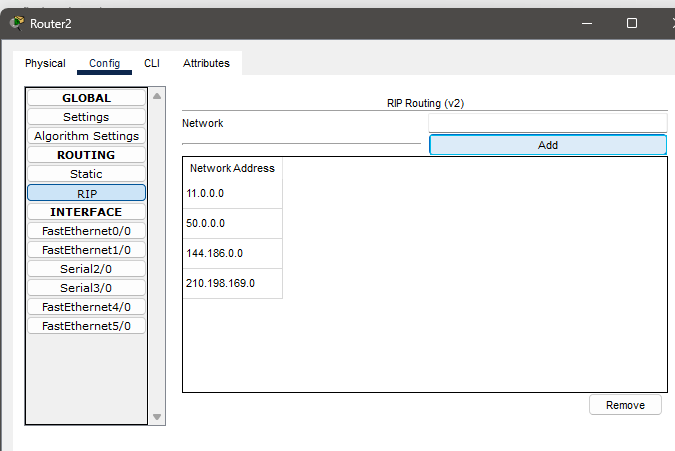 Router2
Physical Config CLI Attributes
GLOBAL
Settings
Algorithm Settings
ROUTING
Static
RIP
INTERFACE
FastEthernet0/0
FastEthernet1/0
Serial2/0
Serial3/0
FastEthernet4/0
FastEthernet5/0
RIP Routing (v2)
Network
Add
Network Address
11.0.0.0
50.0.0.0
144.186.0.0
210.198.169.0
Remove